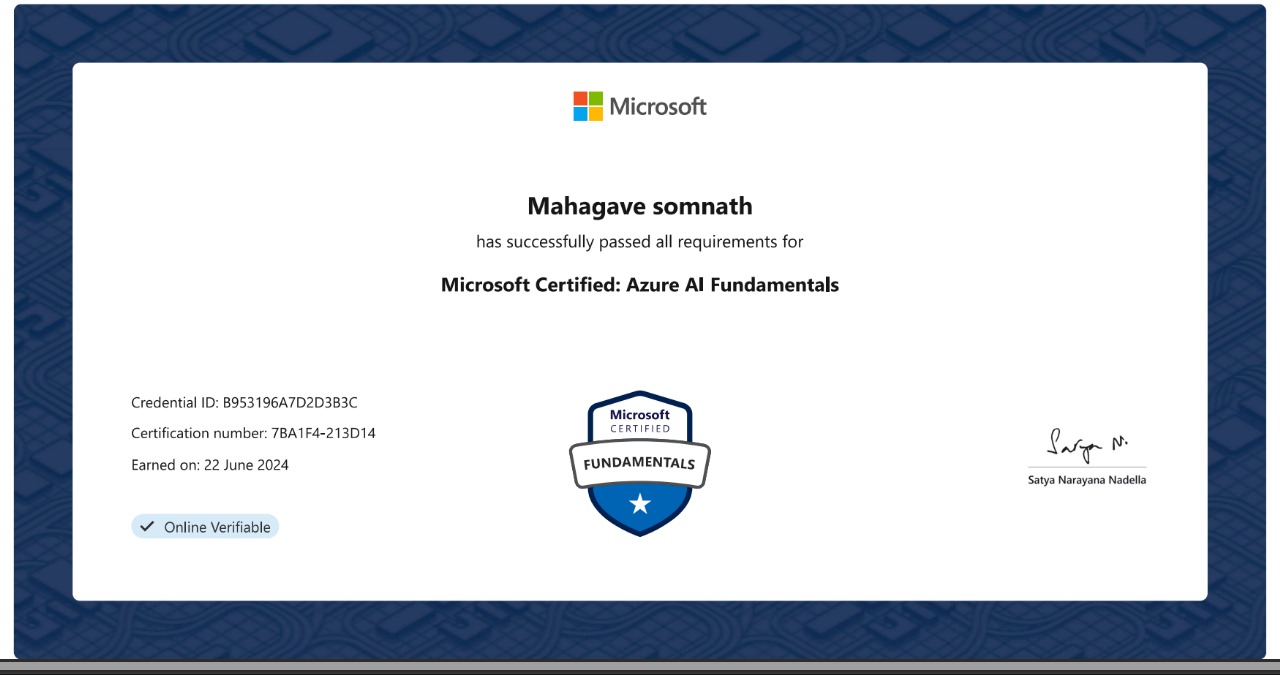 Microsoft
Mahagave somnath
has successfully passed all requirements for
Microsoft Certified: Azure AI Fundamentals
Credential ID: B953196A7D2D3B3C
Certification number: 7BA1F4-213D14
Earned on: 22 June 2024
Online Verifiable
Microsoft
CERTIFIED
FUNDAMENTALS
Satya N.
Satya Narayana Nadella